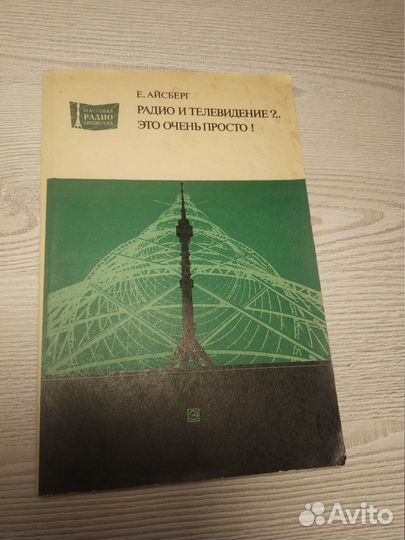 Е. АЙСБЕРГ
РАДИО И ТЕЛЕВИДЕНИЕ?..
ЭТО ОЧЕНЬ ПРОСТО!
МАССОВАЯ
РАДИО
БИБЛИОТЕКА
Avito